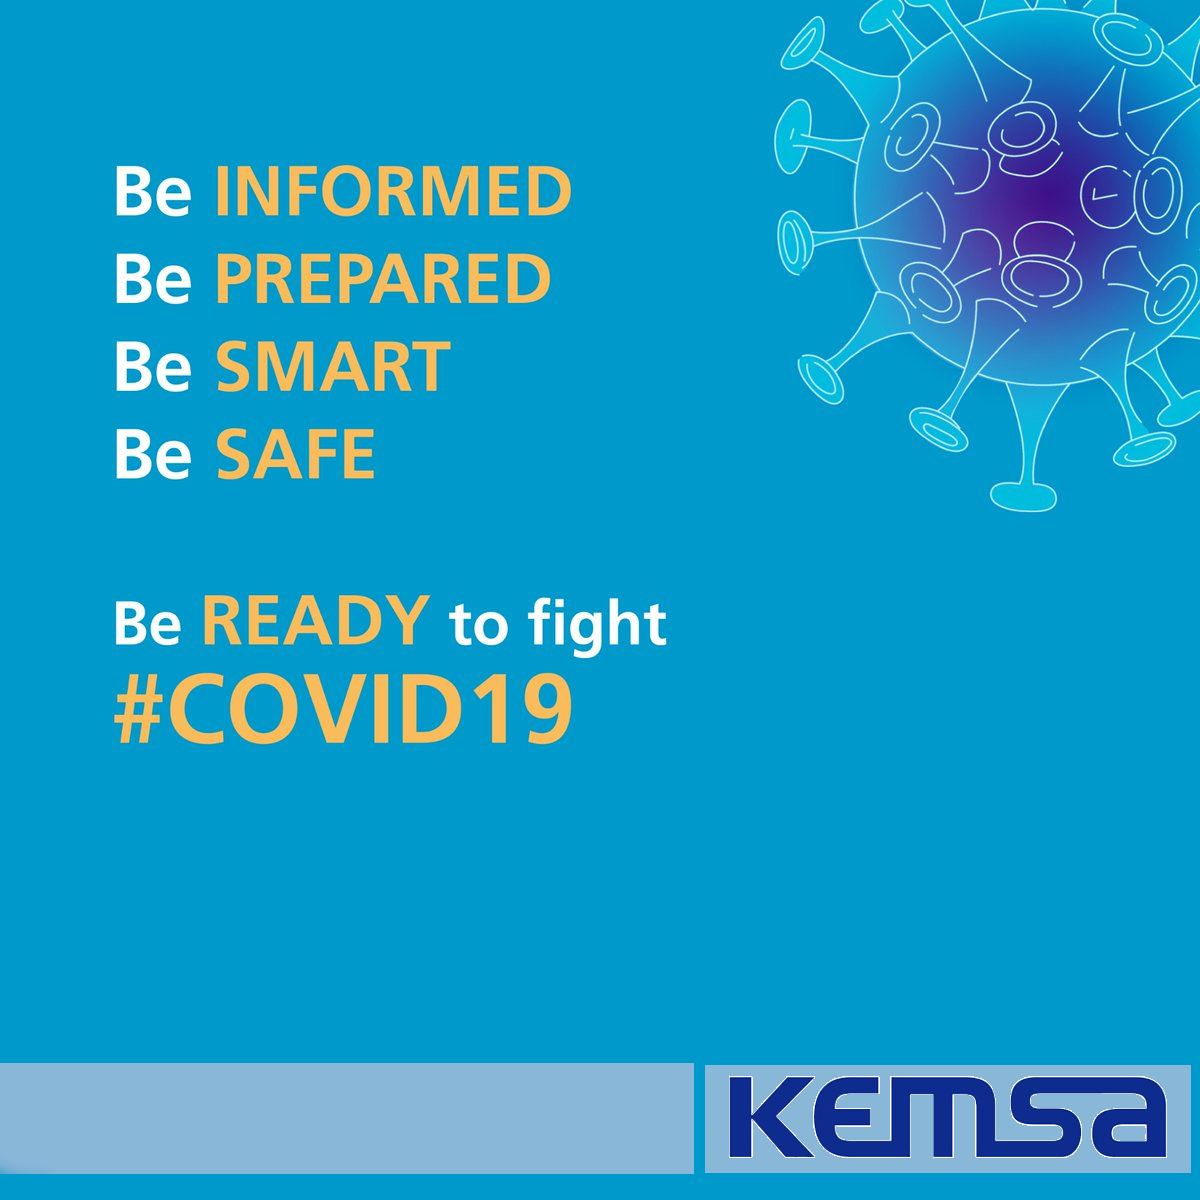 Be INFORMED
Be PREPARED
Be SMART
Be SAFE
Be READY to fight
#COVID19
KEMSA